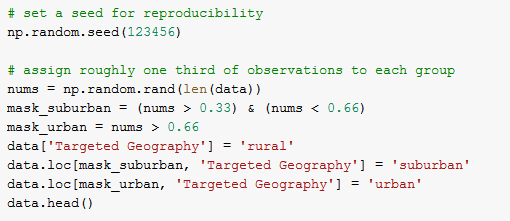 # set a seed for reproducibility
np.random.seed(123456)
# assign roughly one third of observations to each group
nums = np.random.rand(len(data))
mask_suburban = (nums > 0.33) & (nums < 0.66)
mask_urban = nums > 0.66
data['Targeted Geography'] = 'rural'
data.loc[mask_suburban, 'Targeted Geography'] = 'suburban'
data.loc[mask_urban, 'Targeted Geography'] = 'urban'
data.head()